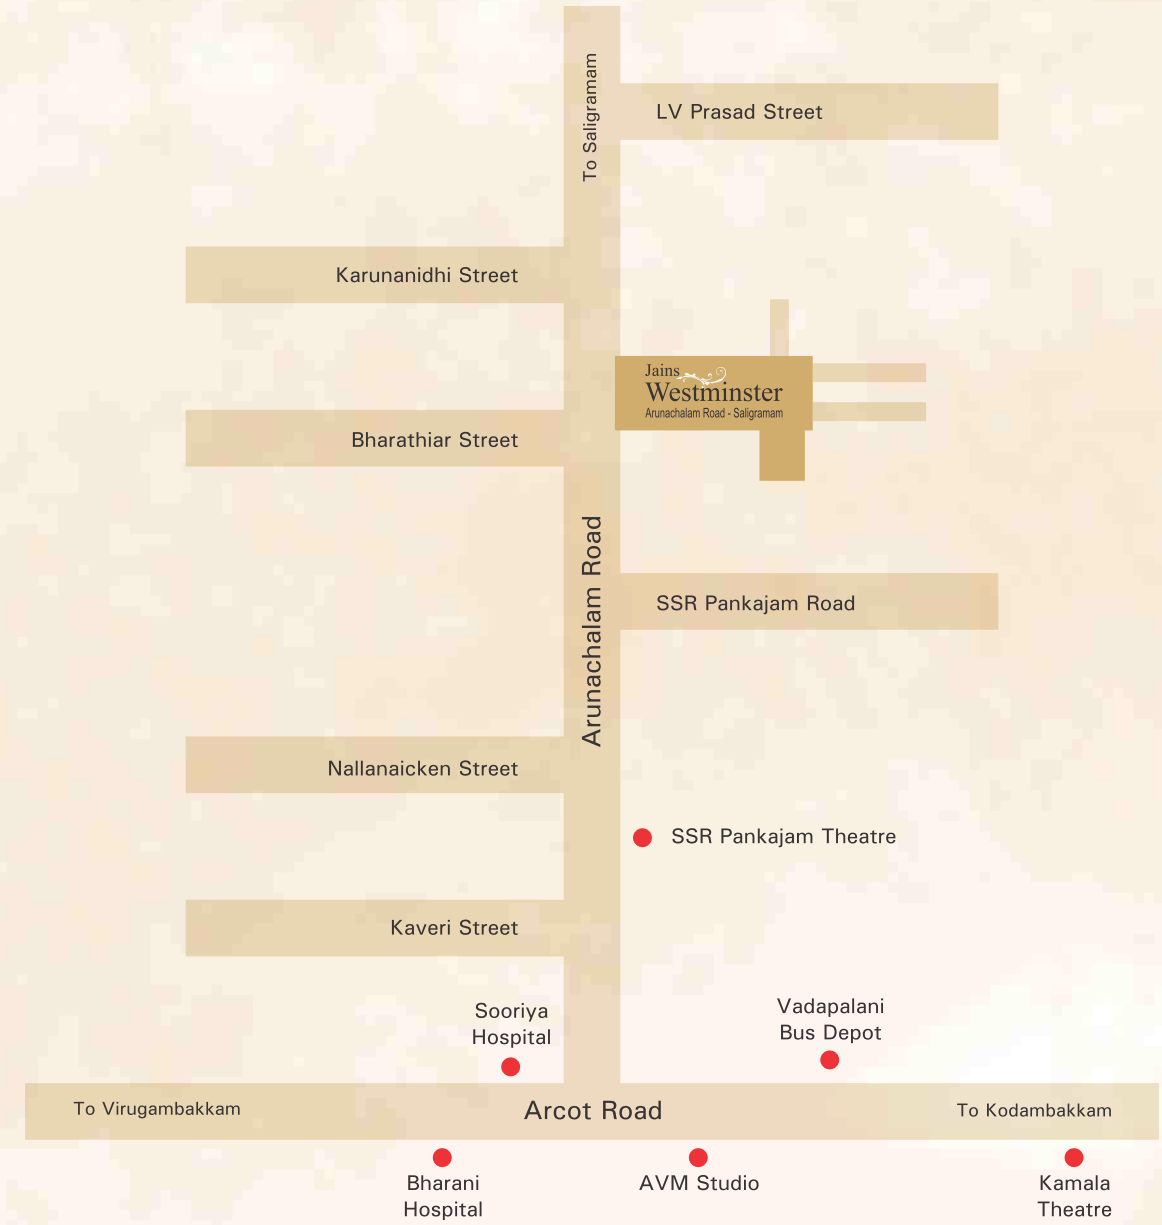 To Saligramam
LV Prasad Street
Karunanidhi Street
Jains
Westminster
Arunachalam Road - Saligramam
Bharathiar Street
Arunachalam Road
SSR Pankajam Road
Nallanaicken Street
SSR Pankajam Theatre
Kaveri Street
Sooriya
Hospital
Vadapalani
Bus Depot
To Virugambakkam
Arcot Road
To Kodambakkam
Bharani
Hospital
AVM Studio
Kamala
Theatre